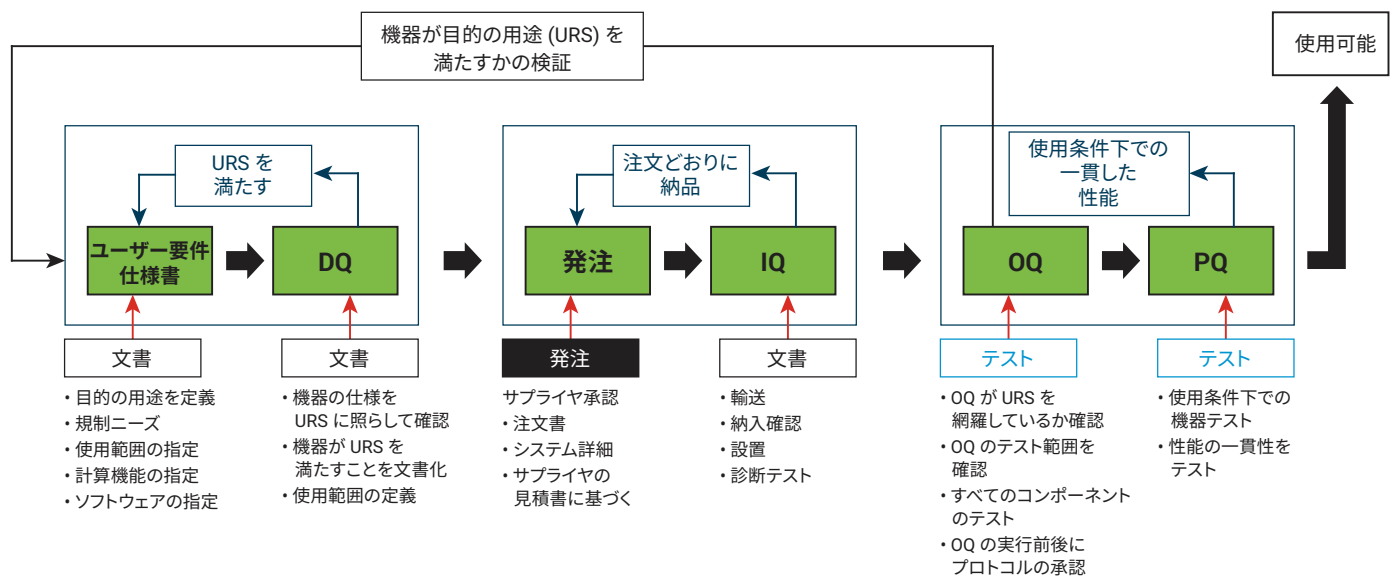 機器が目的の用途 (URS) を
満たすかの検証
使用可能
URS を
満たす
注文どおりに
納品
使用条件下での
一貫した
性能
ユーザー要件
仕様書
DQ
発注
IQ
OQ
PQ
文書
文書
発注
文書
テスト
テスト
・目的の用途を定義
・規制ニーズ
・使用範囲の指定
・計算機能の指定
・ソフトウェアの指定
・機器の仕様を
URS に照らして確認
・機器が URS を
満たすことを文書化
・使用範囲の定義
サプライヤ承認
・注文書
・システム詳細
・サプライヤの
見積書に基づく
・輸送
・納入確認
・設置
・診断テスト
・OQ が URS を
網羅しているか確認
・OQ のテスト範囲を
確認
・すべてのコンポーネント
のテスト
・OQ の実行前後に
プロトコルの承認
・使用条件下での
機器テスト
・性能の一貫性を
テスト